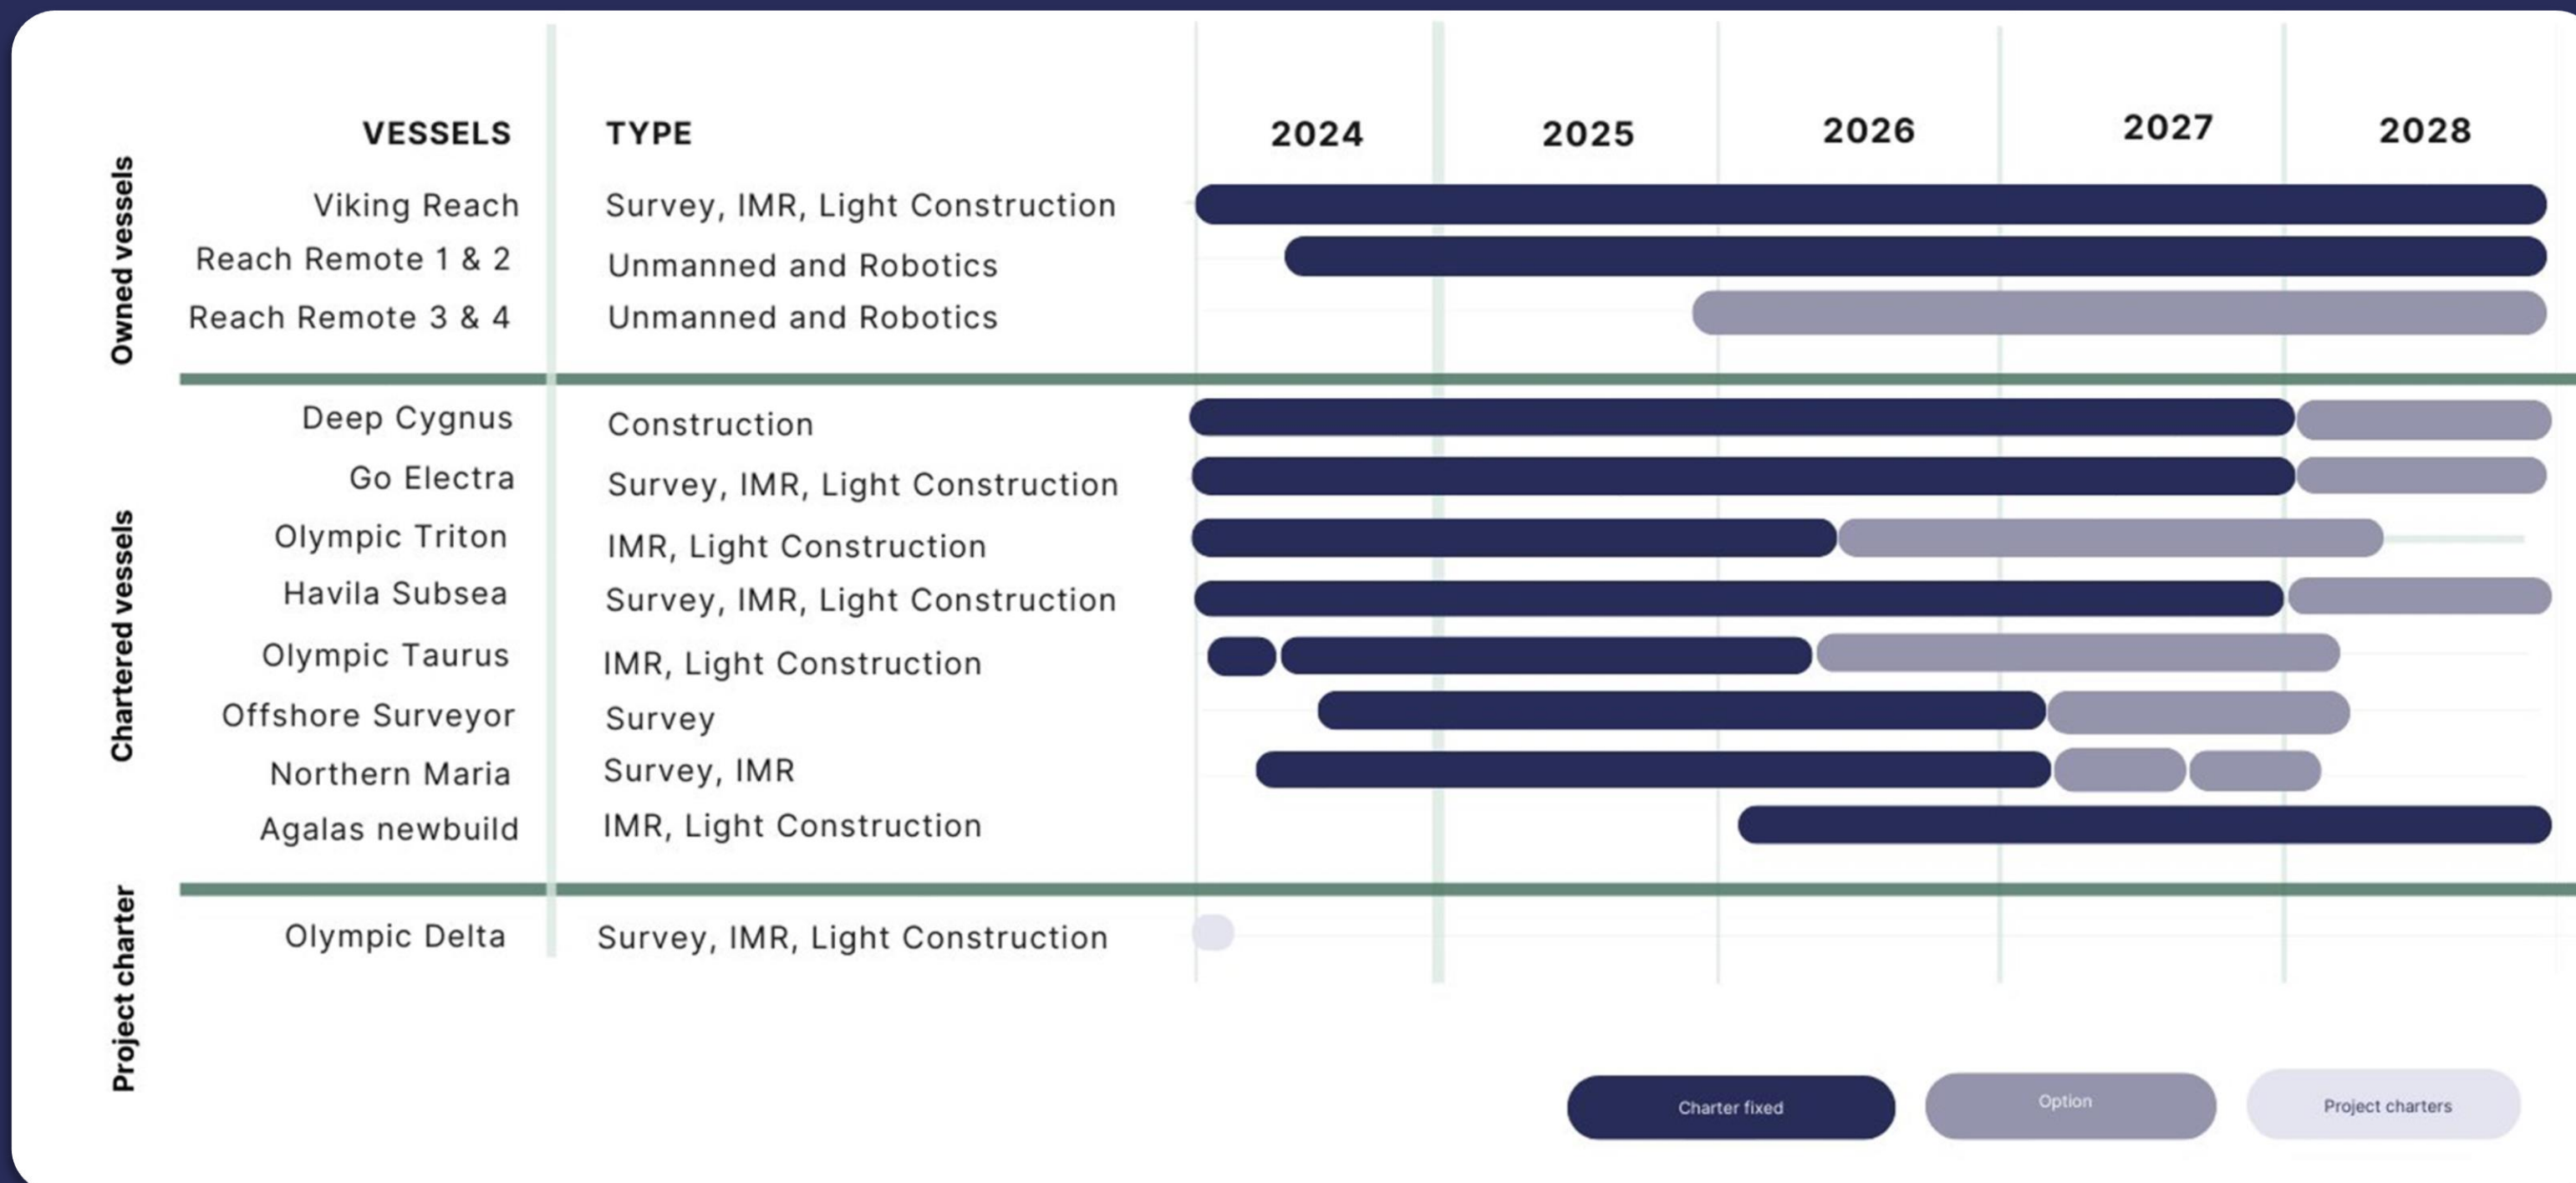 VESSELS TYPE 2024 2025 2026 2027 2028
Owned vessels
Viking Reach Survey, IMR, Light Construction
Reach Remote 1 & 2 Unmanned and Robotics
Reach Remote 3 & 4 Unmanned and Robotics
Chartered vessels
Deep Cygnus Construction
Go Electra Survey, IMR, Light Construction
Olympic Triton IMR, Light Construction
Havila Subsea Survey, IMR, Light Construction
Olympic Taurus IMR, Light Construction
Offshore Surveyor Survey
Northern Maria Survey, IMR
Agalas newbuild IMR, Light Construction
Project charter
Olympic Delta Survey, IMR, Light Construction
Charter fixed Option Project charters